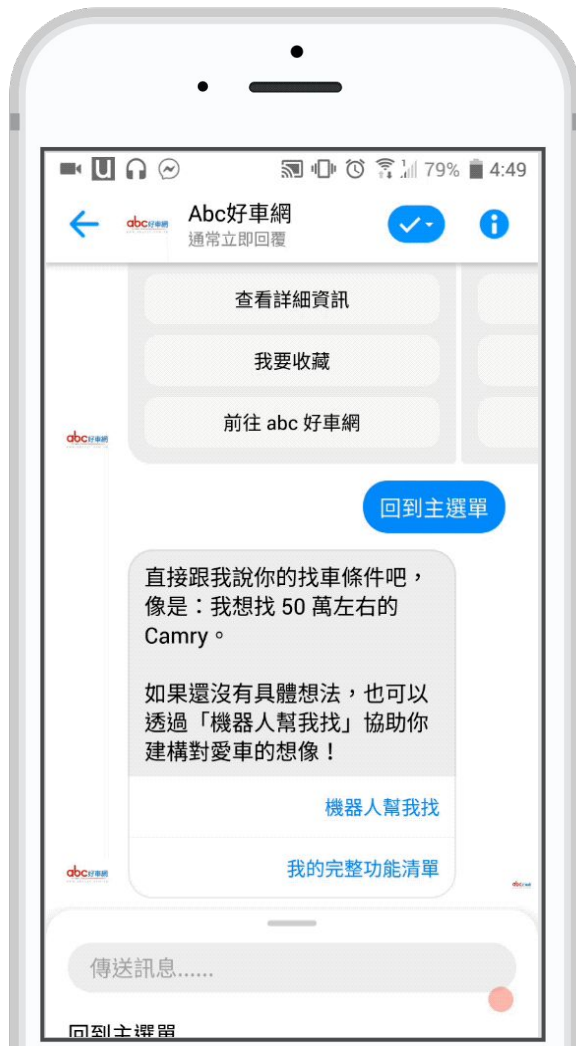 79% 4:49
abc好車網 Abc好車網
通常立即回覆
查看詳細資訊
我要收藏
前往 abc 好車網
abc好車網
回到主選單
直接跟我說你的找車條件吧，
像是：我想找 50 萬左右的
Camry。
如果還沒有具體想法，也可以
透過「機器人幫我找」協助你
建構對愛車的想像！
機器人幫我找
我的完整功能清單
abc好車網
傳送訊息......
回到主選單